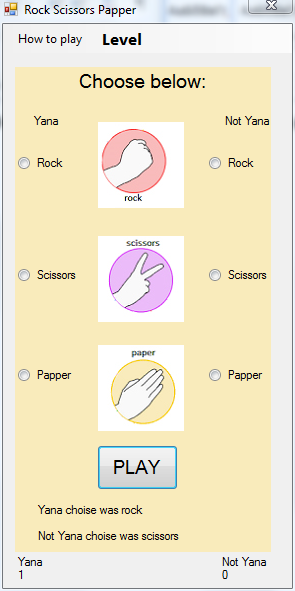 Rock Scissors Papper
How to play Level
Choose below:
Yana Not Yana
rock
Rock Rock
scissors
Scissors Scissors
paper
Papper Papper
PLAY
Yana choise was rock
Not Yana choise was scissors
Yana Not Yana
1 0